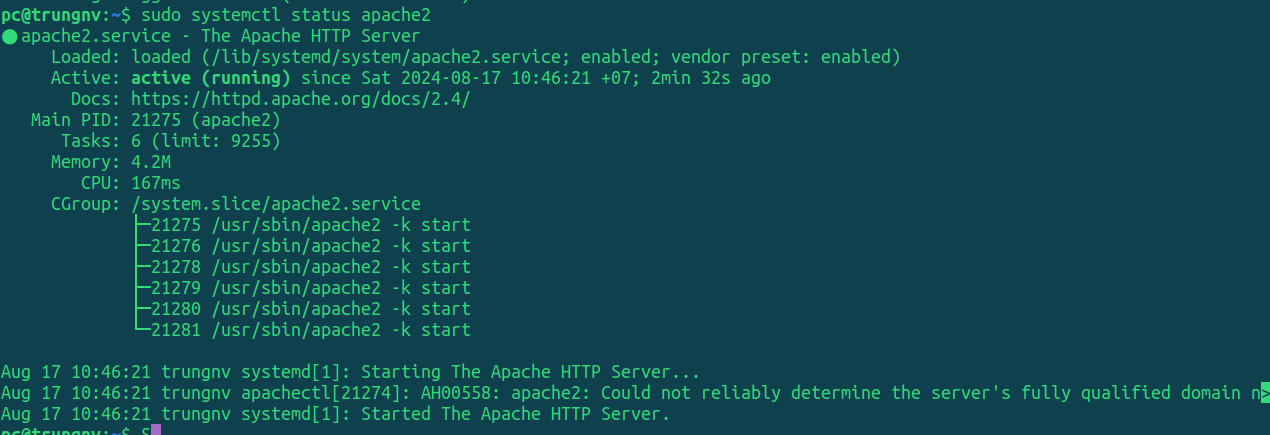 pc@trungnv:~$ sudo systemctl status apache2
● apache2.service - The Apache HTTP Server
     Loaded: loaded (/lib/systemd/system/apache2.service; enabled; vendor preset: enabled)
     Active: active (running) since Sat 2024-08-17 10:46:21 +07; 2min 32s ago
       Docs: https://httpd.apache.org/docs/2.4/
   Main PID: 21275 (apache2)
      Tasks: 6 (limit: 9255)
     Memory: 4.2M
        CPU: 167ms
     CGroup: /system.slice/apache2.service
             ├─21275 /usr/sbin/apache2 -k start
             ├─21276 /usr/sbin/apache2 -k start
             ├─21278 /usr/sbin/apache2 -k start
             ├─21279 /usr/sbin/apache2 -k start
             ├─21280 /usr/sbin/apache2 -k start
             └─21281 /usr/sbin/apache2 -k start
Aug 17 10:46:21 trungnv systemd[1]: Starting The Apache HTTP Server...
Aug 17 10:46:21 trungnv apachectl[21274]: AH00558: apache2: Could not reliably determine the server's fully qualified domain n>
Aug 17 10:46:21 trungnv systemd[1]: Started The Apache HTTP Server.
pc@trungnv:~$ S